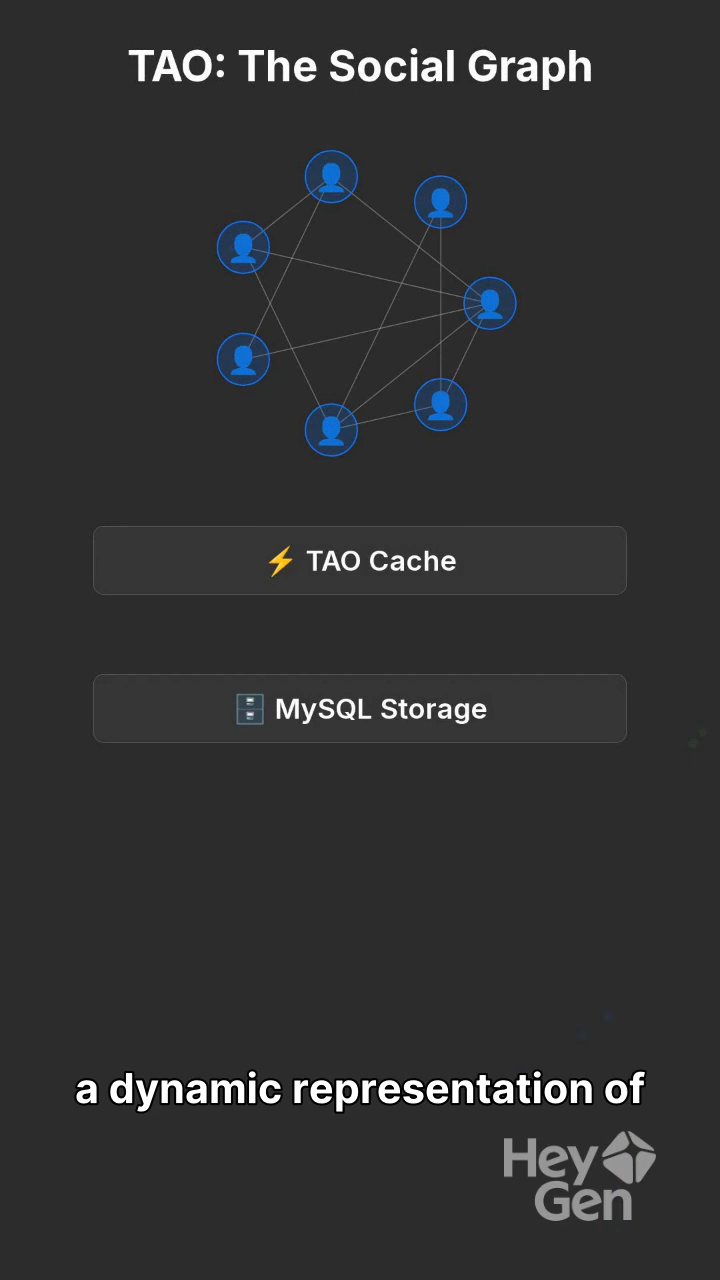 TAO: The Social Graph
⚡ TAO Cache
🗄️ MySQL Storage
a dynamic representation of
Hey
Gen